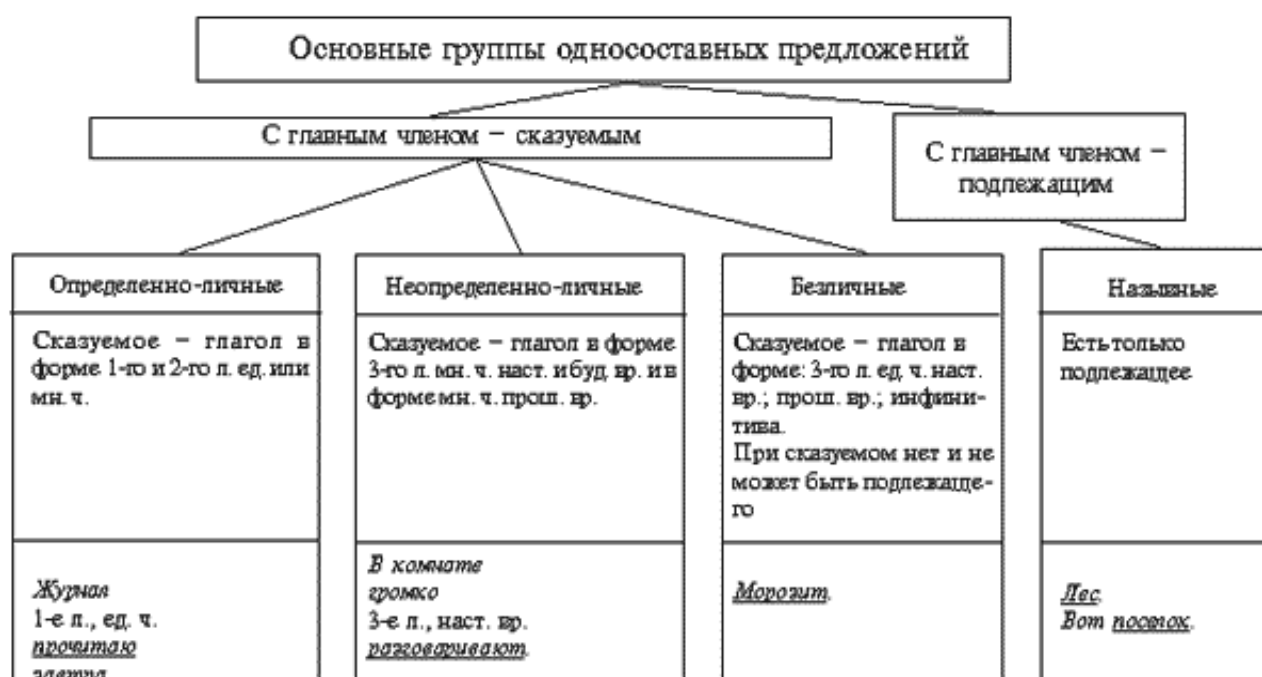 Основные группы односоставных предложений
С главным членом – сказуемым
С главным членом –
подлежащим
Определенно-личные
Сказуемое – глагол в
форме 1-го и 2-го л. ед. или
мн. ч.
Журнал
1-е л., ед. ч.
прочитаю
завтра
Неопределенно-личные
Сказуемое – глагол в форме
3-го л. мн. ч. наст. и буд. вр. и в
форме мн. ч. прош. вр.
В комнате
громко
3-е л., наст. вр.
разговаривают.
Безличные
Сказуемое – глагол в
форме: 3-го л. ед. ч. наст.
вр.; прош. вр.; инфини-
тива.
При сказуемом нет и не
может быть подлежаще-
го
Морозит.
Назывные
Есть только
подлежащее
Лес.
Вот поселок.